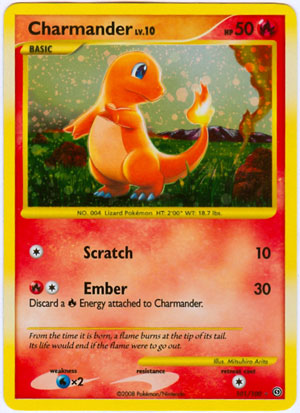 Charmander LV.10 HP 50
BASIC
NO. 004 Lizard Pokémon HT: 2'00" WT: 18.7 lbs.
Scratch 10
Ember 30
Discard a Energy attached to Charmander.
From the time it is born, a flame burns at the tip of its tail.
Its life would end if the flame were to go out.
Illus. Mitsuhiro Arita
weakness resistance retreat cost
×2
©2008 Pokémon/Nintendo